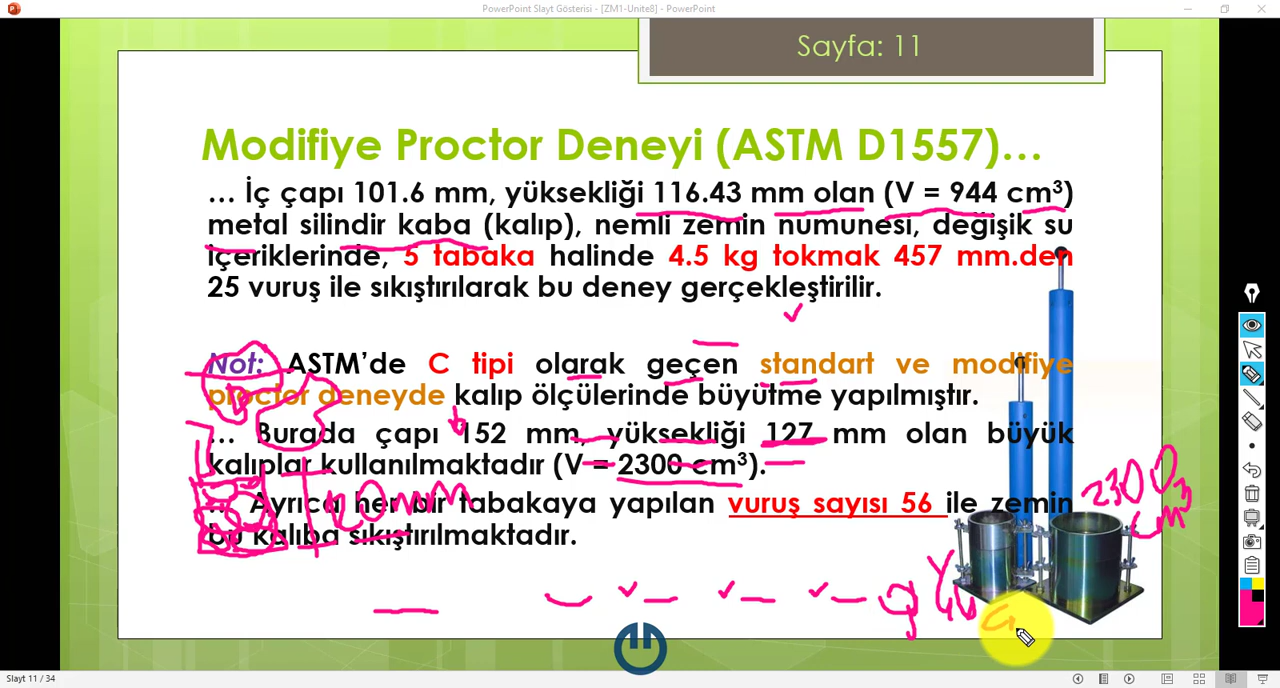 PowerPoint Slayt Gösterisi - [ZM1-Unite8] - PowerPoint
Sayfa: 11
Modifiye Proctor Deneyi (ASTM D1557)…
… İç çapı 101.6 mm, yüksekliği 116.43 mm olan (V = 944 cm³)
metal silindir kaba (kalıp), nemli zemin numunesi, değişik su
içeriklerinde, 5 tabaka halinde 4.5 kg tokmak 457 mm.den
25 vuruş ile sıkıştırılarak bu deney gerçekleştirilir.
Not: ASTM’de C tipi olarak geçen standart ve modifiye
proctor deneyde kalıp ölçülerinde büyütme yapılmıştır.
… Burada çapı 152 mm, yüksekliği 127 mm olan büyük
kalıplar kullanılmaktadır (V = 2300 cm³).
… Ayrıca her bir tabakaya yapılan vuruş sayısı 56 ile zemin
bu kalıba sıkıştırılmaktadır.
2300
cm3
Slayt 11 / 34